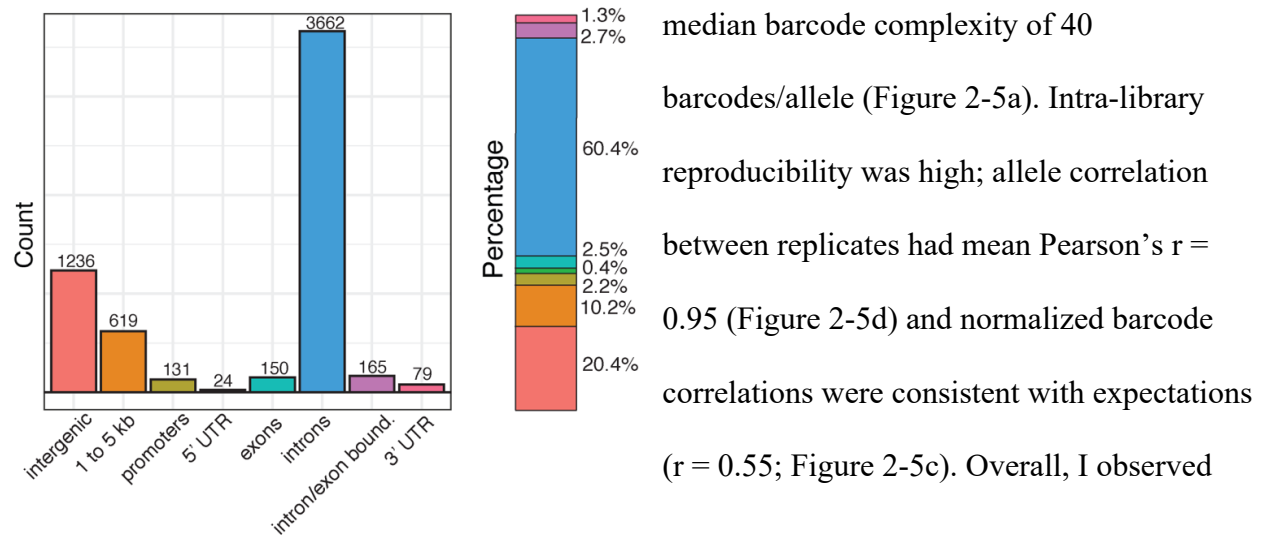 Count
3662
1236
619
131
24
150
165
79
intergenic
1 to 5 kb
promoters
5' UTR
exons
introns
intron/exon bound.
3' UTR
Percentage
1.3%
2.7%
60.4%
2.5%
0.4%
2.2%
10.2%
20.4%
median barcode complexity of 40
barcodes/allele (Figure 2-5a). Intra-library
reproducibility was high; allele correlation
between replicates had mean Pearson’s r =
0.95 (Figure 2-5d) and normalized barcode
correlations were consistent with expectations
(r = 0.55; Figure 2-5c). Overall, I observed